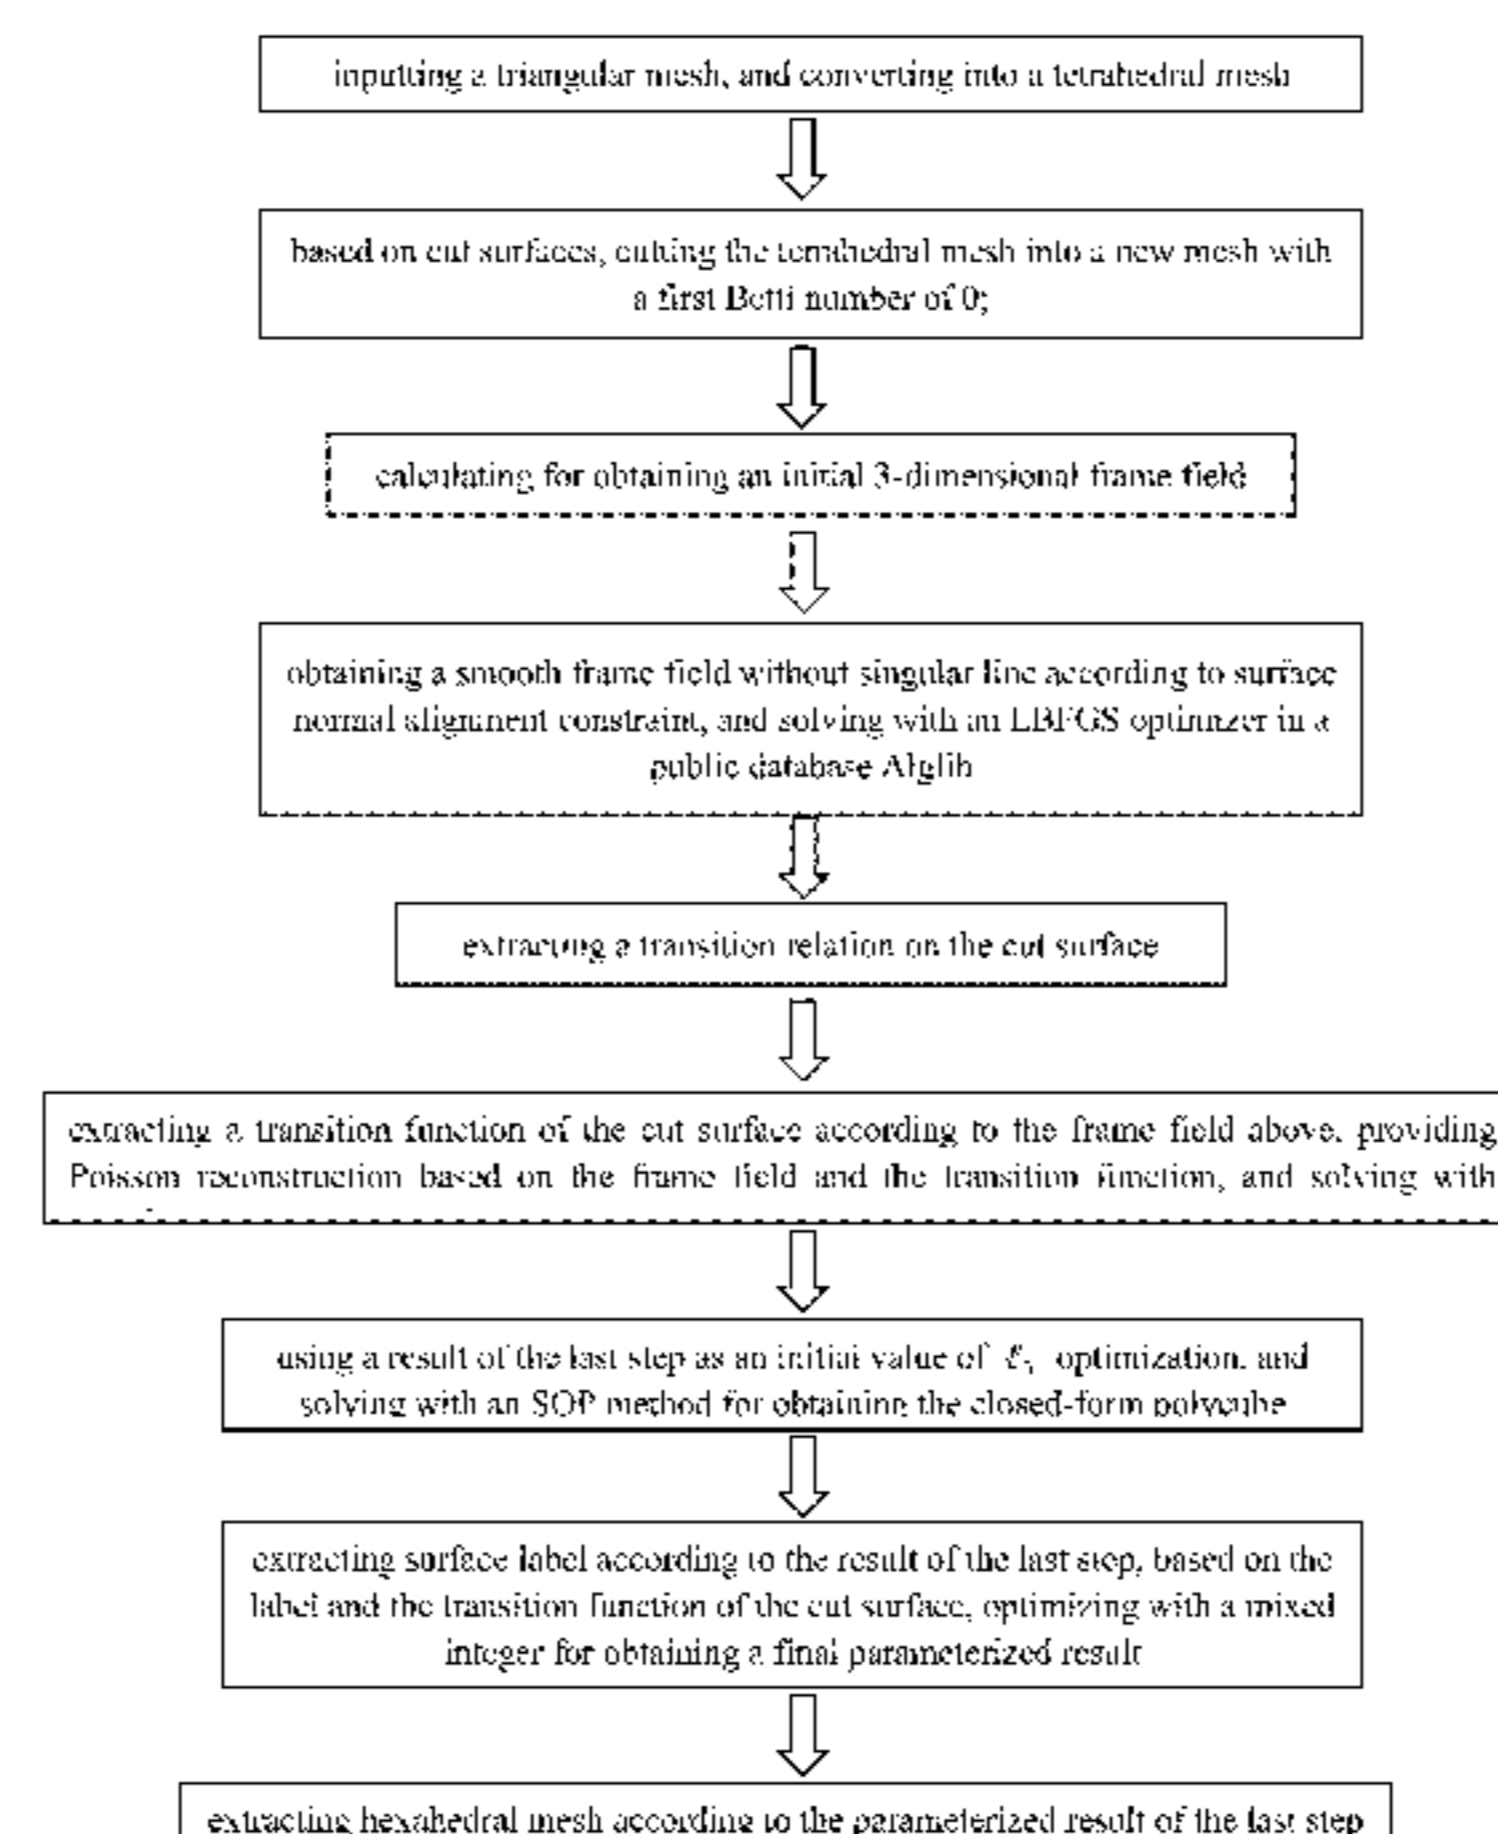 inputting a triangular mesh, and converting into a tetrahedral mesh
based on cut surfaces, cutting the tetrahedral mesh into a new mesh with
a first Betti number of 0;
calculating for obtaining an initial 3-dimensional frame field
obtaining a smooth frame field without singular line according to surface
normal alignment constraint, and solving with an LBFGS optimizer in a
public database Alglib
extracting a transition relation on the cut surface
extracting a transition function of the cut surface according to the frame field above, providing
Poisson reconstruction based on the frame field and the transition function, and solving with
using a result of the last step as an initial value of optimization, and
solving with an SQP method for obtaining the closed-form polycube
extracting surface label according to the result of the last step, based on the
label and the transition function of the cut surface, optimizing with a mixed
integer for obtaining a final parameterized result
extracting hexahedral mesh according to the parameterized result of the last step